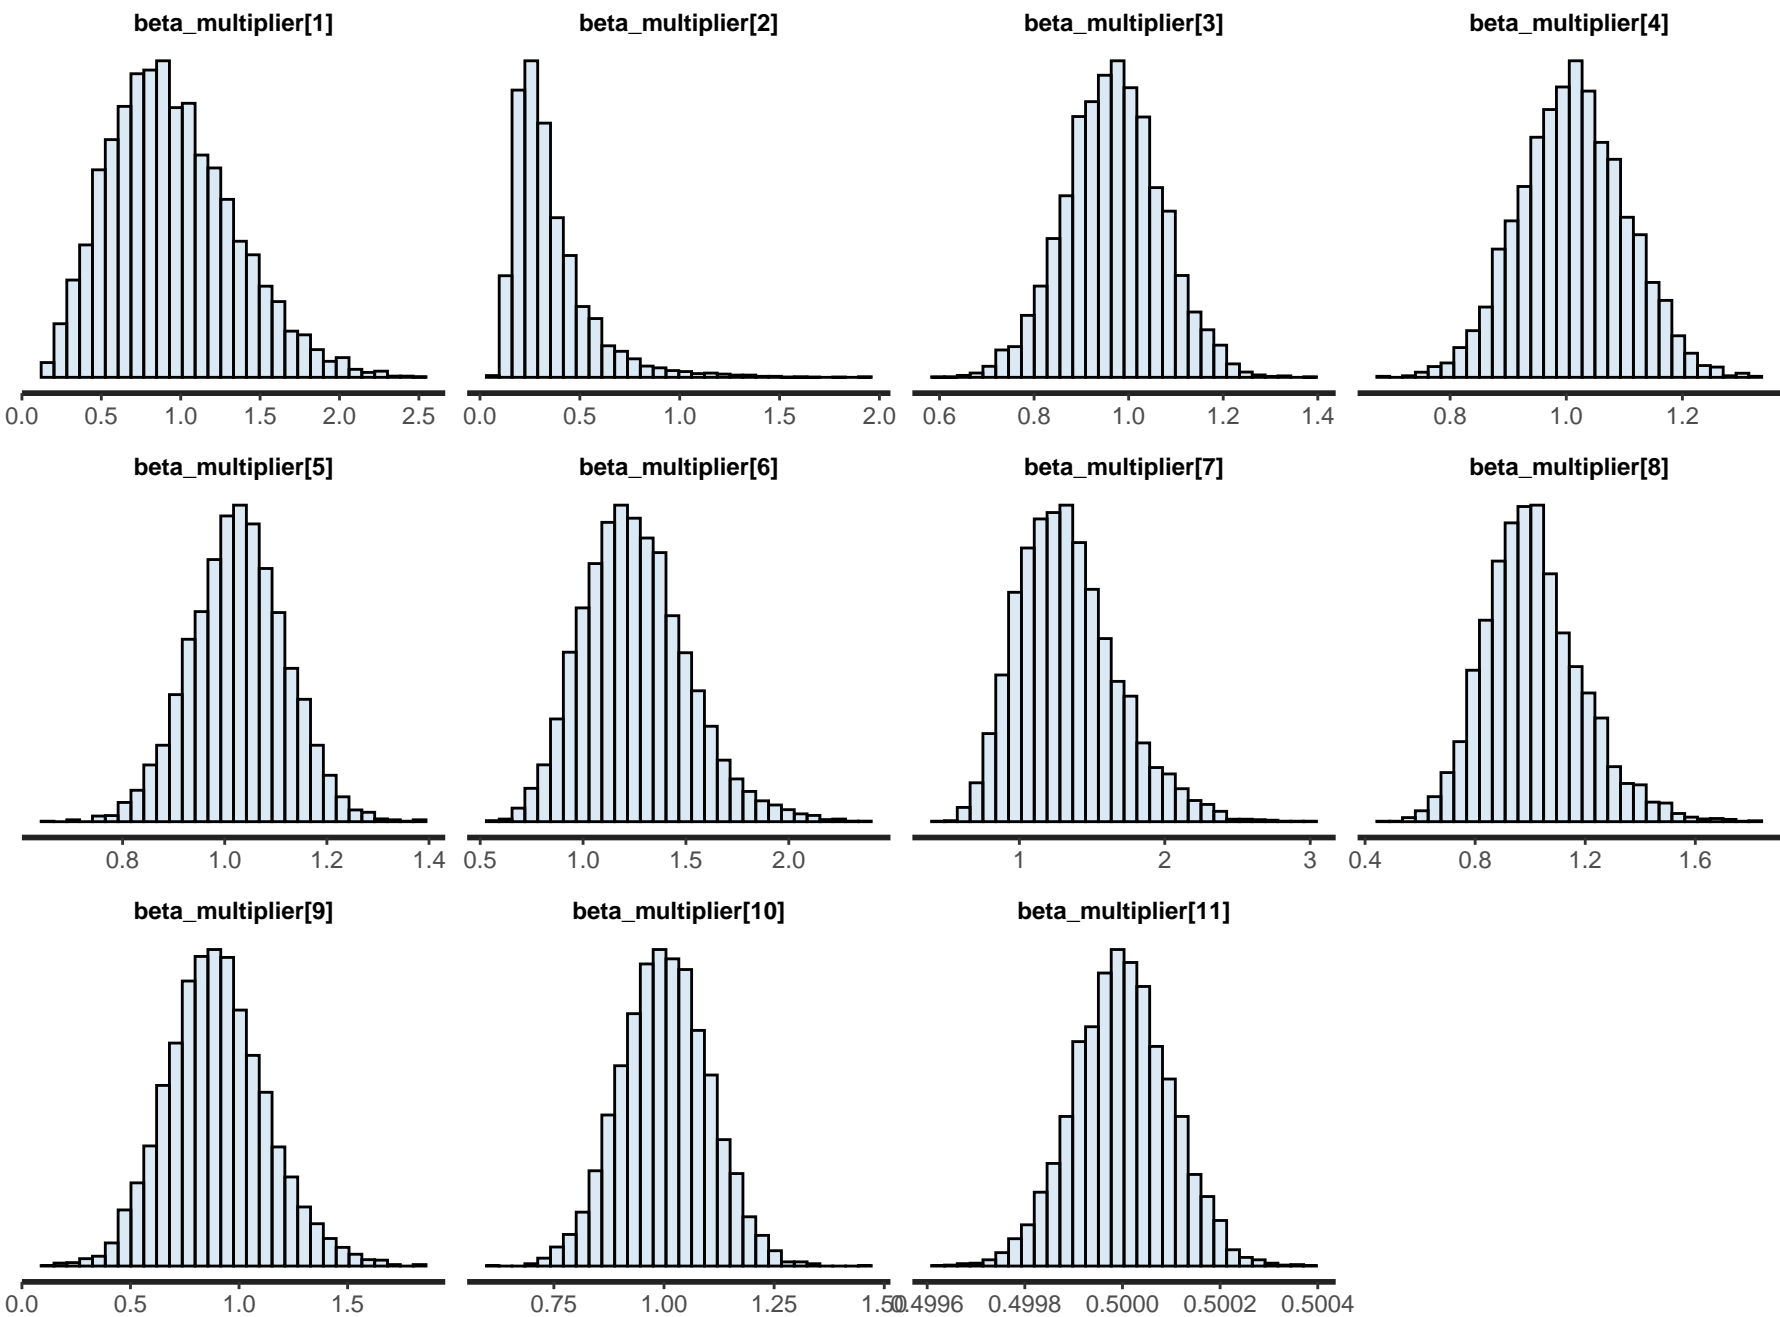 beta_multiplier[1] beta_multiplier[2] beta_multiplier[3] beta_multiplier[4]
0.0 0.5 1.0 1.5 2.0 2.5 0.0 0.5 1.0 1.5 2.0 0.6 0.8 1.0 1.2 1.4 0.8 1.0 1.2
beta_multiplier[5] beta_multiplier[6] beta_multiplier[7] beta_multiplier[8]
0.8 1.0 1.2 1.4 0.5 1.0 1.5 2.0 1 2 3 0.4 0.8 1.2 1.6
beta_multiplier[9] beta_multiplier[10] beta_multiplier[11]
0.0 0.5 1.0 1.5 0.75 1.00 1.25 1.50 0.4996 0.4998 0.5000 0.5002 0.5004